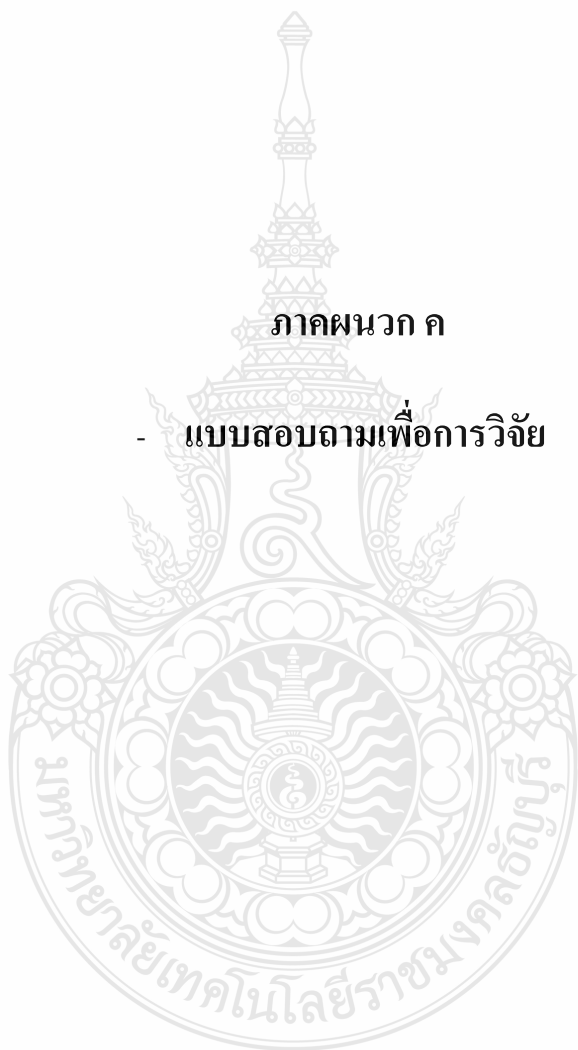 ภาคผนวก ค
- แบบสอบถามเพื่อการวิจัย
มหาวิทยาลัยเทคโนโลยีราชมงคลธัญบุรี